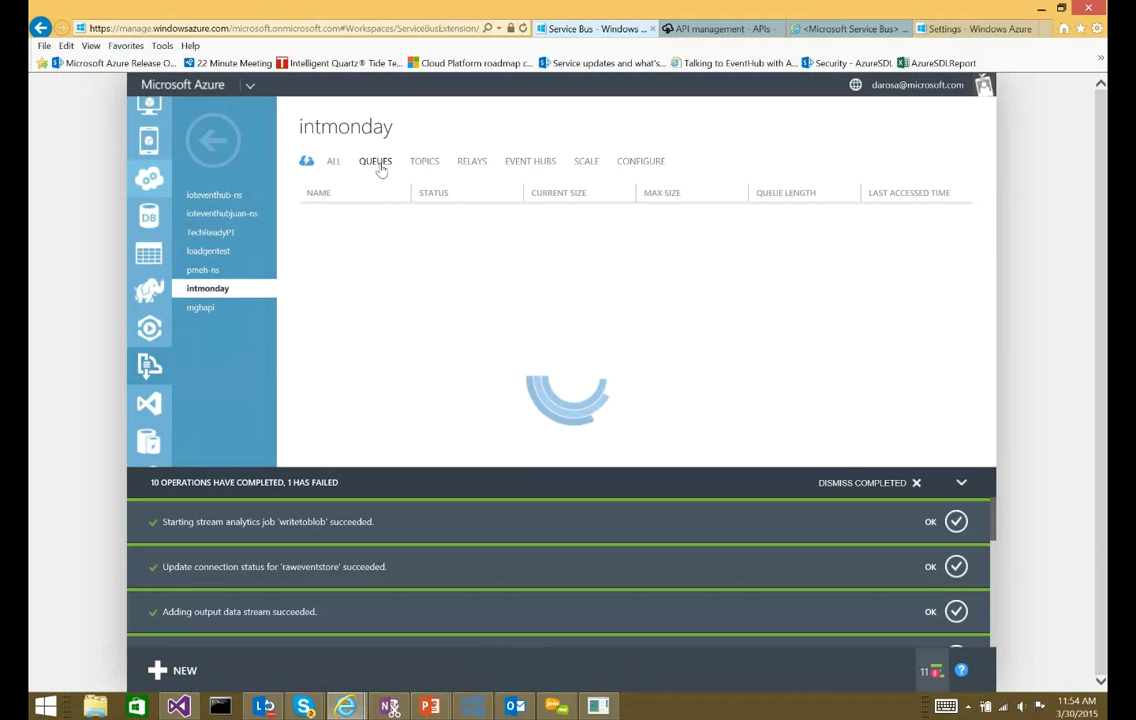 https://manage.windowsazure.com/microsoft.onmicrosoft.com#Workspaces/ServiceBusExtension/
Service Bus - Windows ...
API management - APIs
<Microsoft Service Bus> ...
Settings - Windows Azure
File Edit View Favorites Tools Help
Microsoft Azure Release O...
22 Minute Meeting
Intelligent Quartz® Tide Te...
Cloud Platform roadmap c...
Service updates and what's...
Talking to EventHub with A...
Security - AzureSDL
AzureSDLReport
Microsoft Azure
darosa@microsoft.com
intmonday
ALL QUEUES TOPICS RELAYS EVENT HUBS SCALE CONFIGURE
NAME STATUS CURRENT SIZE MAX SIZE QUEUE LENGTH LAST ACCESSED TIME
ioteventhub-ns
ioteventhubjuan-ns
TechReadyPT
DB
loadgentest
pmeh-ns
intmonday
mghapi
10 OPERATIONS HAVE COMPLETED, 1 HAS FAILED
DISMISS COMPLETED
Starting stream analytics job 'writetoblob' succeeded.
OK
Update connection status for 'raweventstore' succeeded.
OK
Adding output data stream succeeded.
OK
NEW
11
11:54 AM
3/30/2015